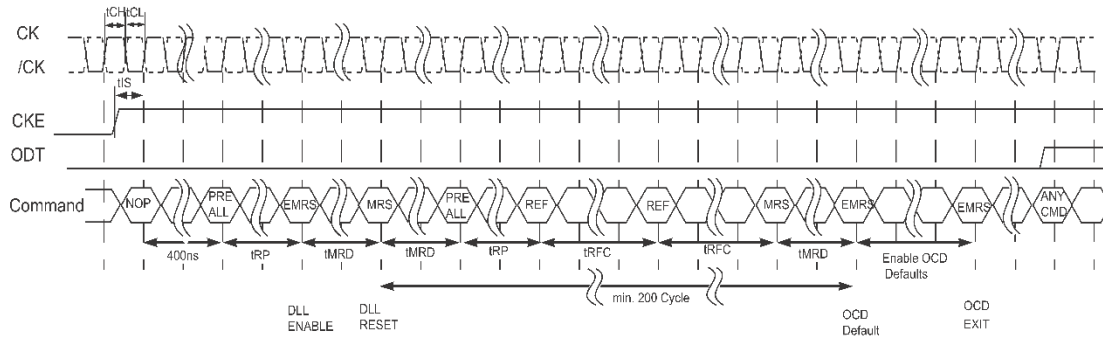 tCH tCL
CK
/CK
tIS
CKE
ODT
Command
NOP
PRE
ALL
EMRS
MRS
PRE
ALL
REF
REF
MRS
EMRS
EMRS
ANY
CMD
400ns
tRP
tMRD
tMRD
tRP
tRFC
tRFC
tMRD
Enable OCD
Defaults
min. 200 Cycle
DLL
ENABLE
DLL
RESET
OCD
Default
OCD
EXIT